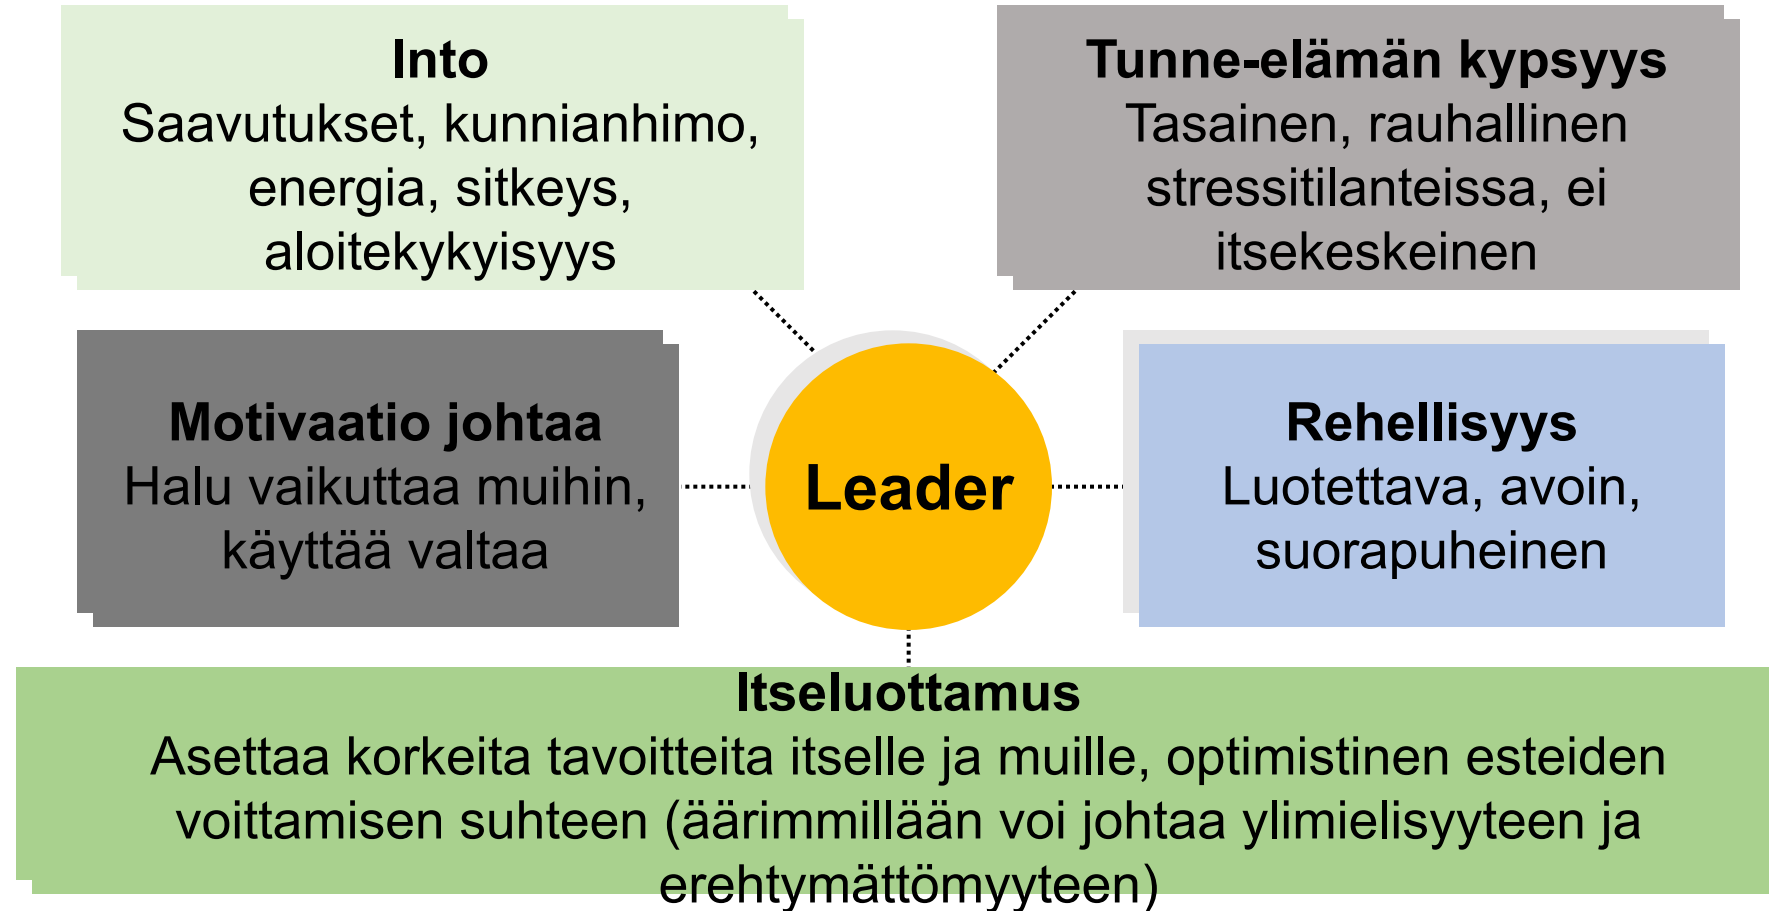 Into
Saavutukset, kunnianhimo,
energia, sitkeys,
aloitekykyisyys
Tunne-elämän kypsyys
Tasainen, rauhallinen
stressitilanteissa, ei
itsekeskeinen
Motivaatio johtaa
Halu vaikuttaa muihin,
käyttää valtaa
Leader
Rehellisyys
Luotettava, avoin,
suorapuheinen
Itseluottamus
Asettaa korkeita tavoitteita itselle ja muille, optimistinen esteiden
voittamisen suhteen (äärimmillään voi johtaa ylimielisyyteen ja
erehtymättömyyteen)